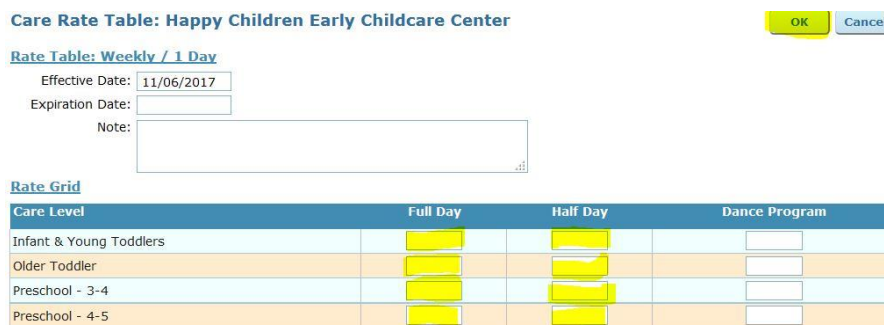 Care Rate Table: Happy Children Early Childcare Center
OK
Cancel
Rate Table: Weekly / 1 Day
Effective Date: 11/06/2017
Expiration Date:
Note:
Rate Grid
Care Level Full Day Half Day Dance Program
Infant & Young Toddlers
Older Toddler
Preschool - 3-4
Preschool - 4-5